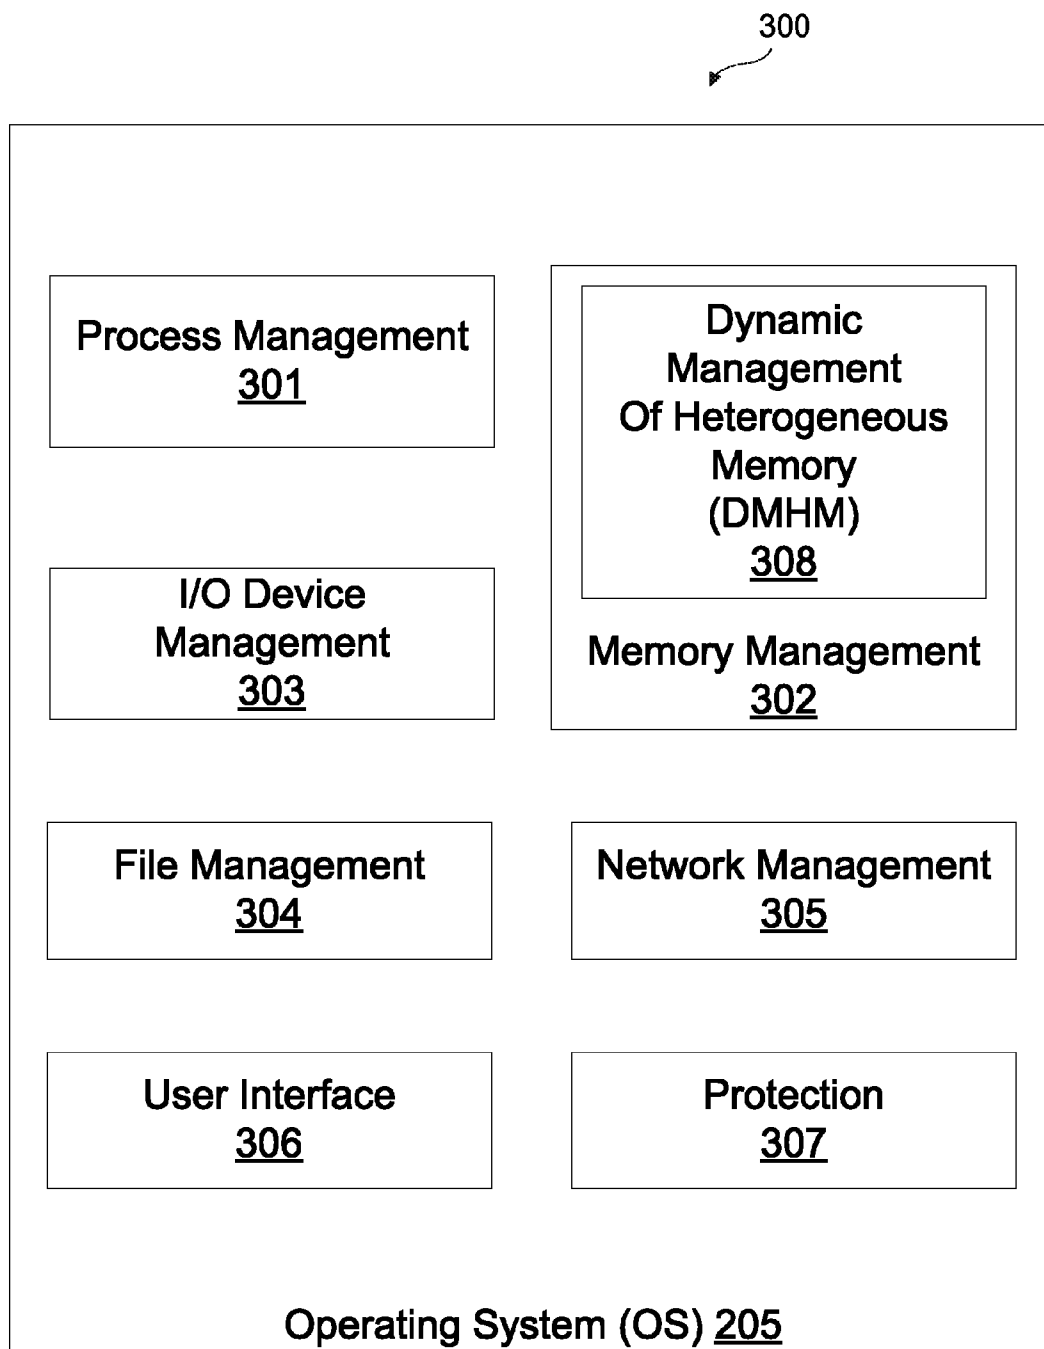 300
Process Management
301
Dynamic
Management
Of Heterogeneous
Memory
(DMHM)
308
Memory Management
302
I/O Device
Management
303
File Management
304
Network Management
305
User Interface
306
Protection
307
Operating System (OS) 205